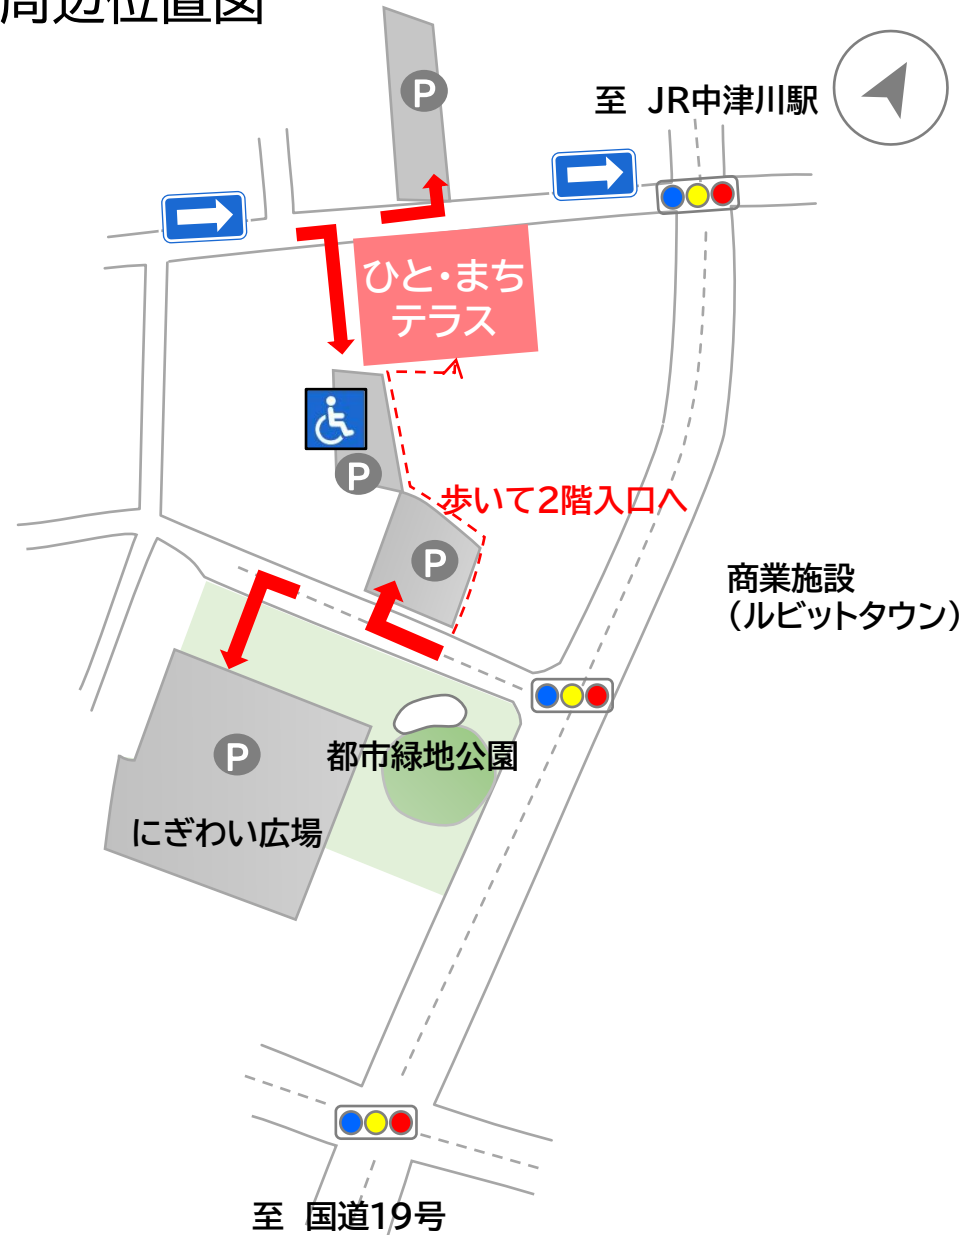 周辺位置図
P
至 JR中津川駅
ひと・まち
テラス
P
歩いて2階入口へ
P
商業施設
(ルビットタウン)
P
都市緑地公園
にぎわい広場
至 国道19号